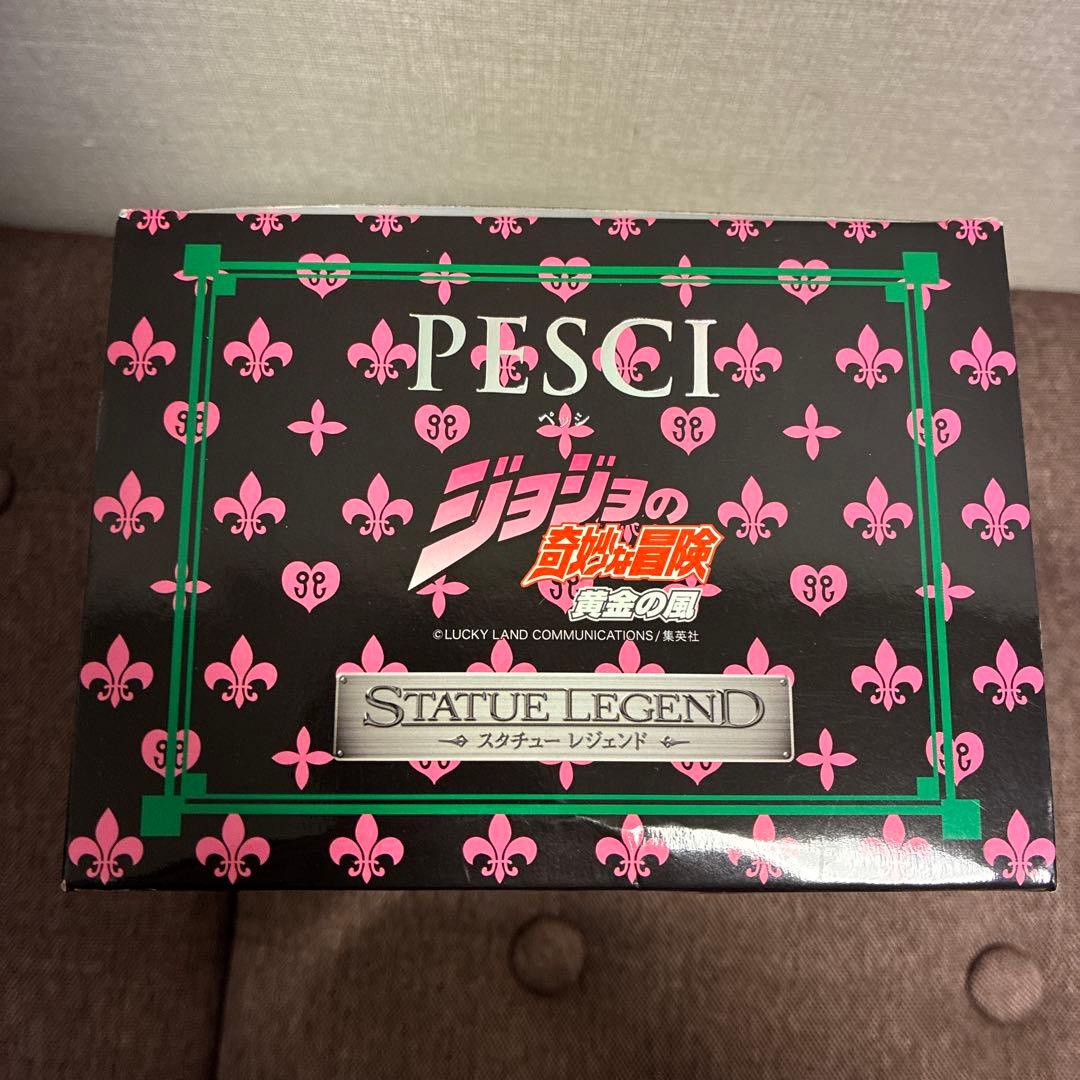 PESCI
ペッシ
ジョジョの
奇妙な冒険
黄金の風
©LUCKY LAND COMMUNICATIONS/集英社
STATUE LEGEND
スタチュー レジェンド